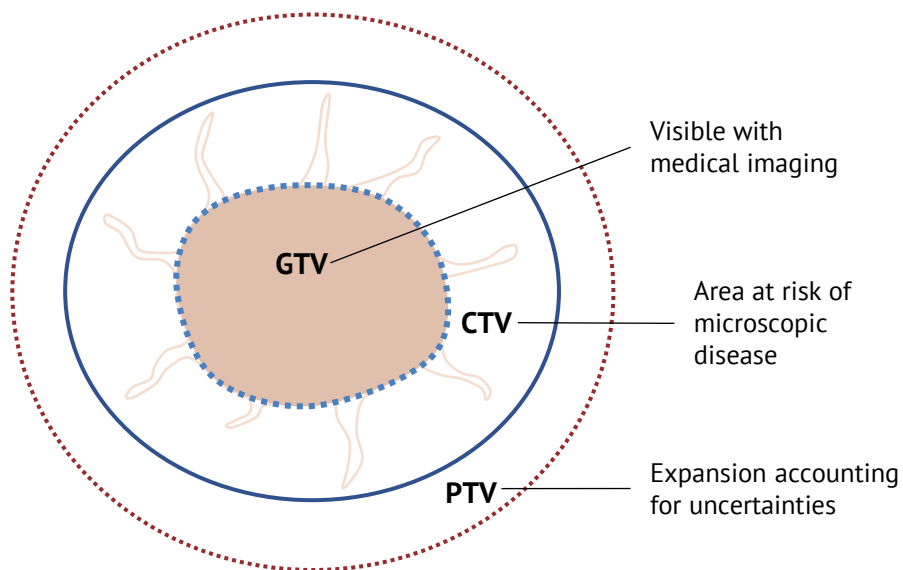 Visible with
medical imaging
GTV
CTV
Area at risk of
microscopic
disease
PTV
Expansion accounting
for uncertainties